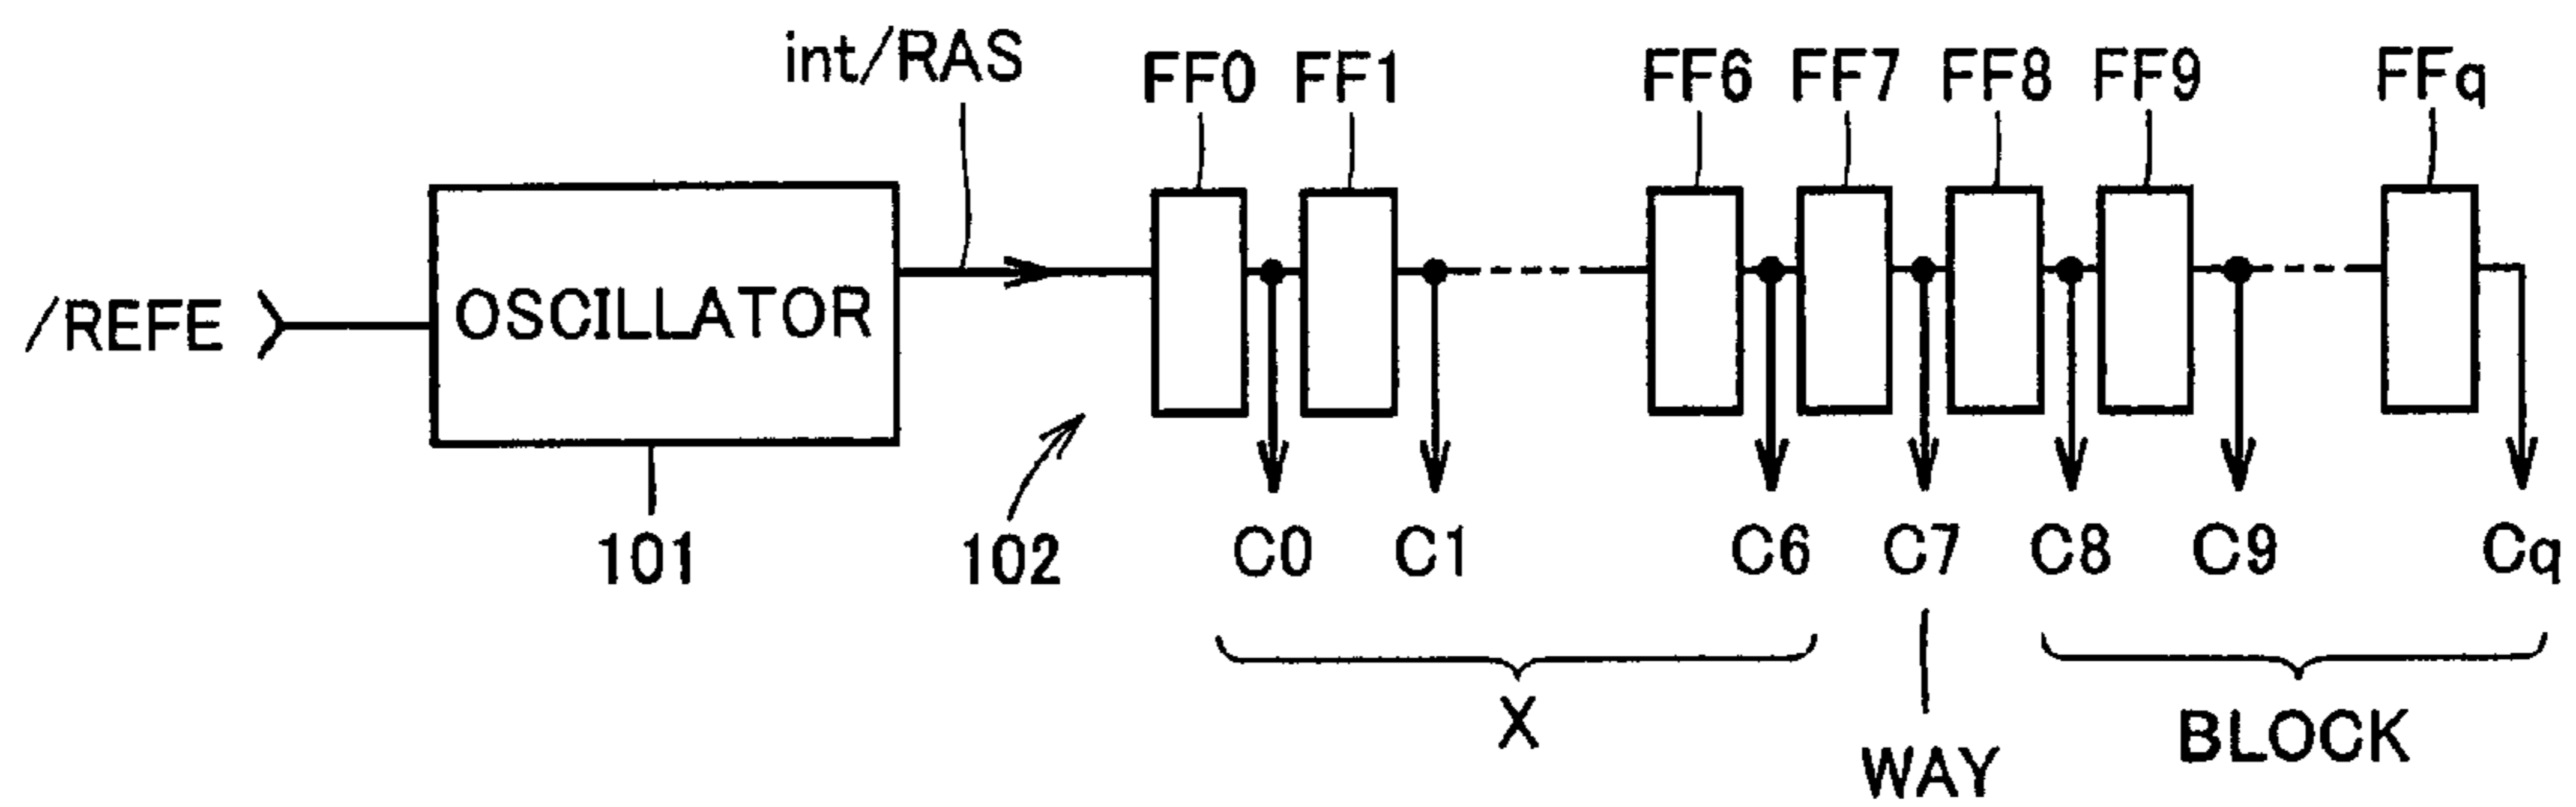 int/RAS
FF0 FF1 FF6 FF7 FF8 FF9 FFq
/REFE OSCILLATOR
101 102 C0 C1 C6 C7 C8 C9 Cq
X WAY BLOCK